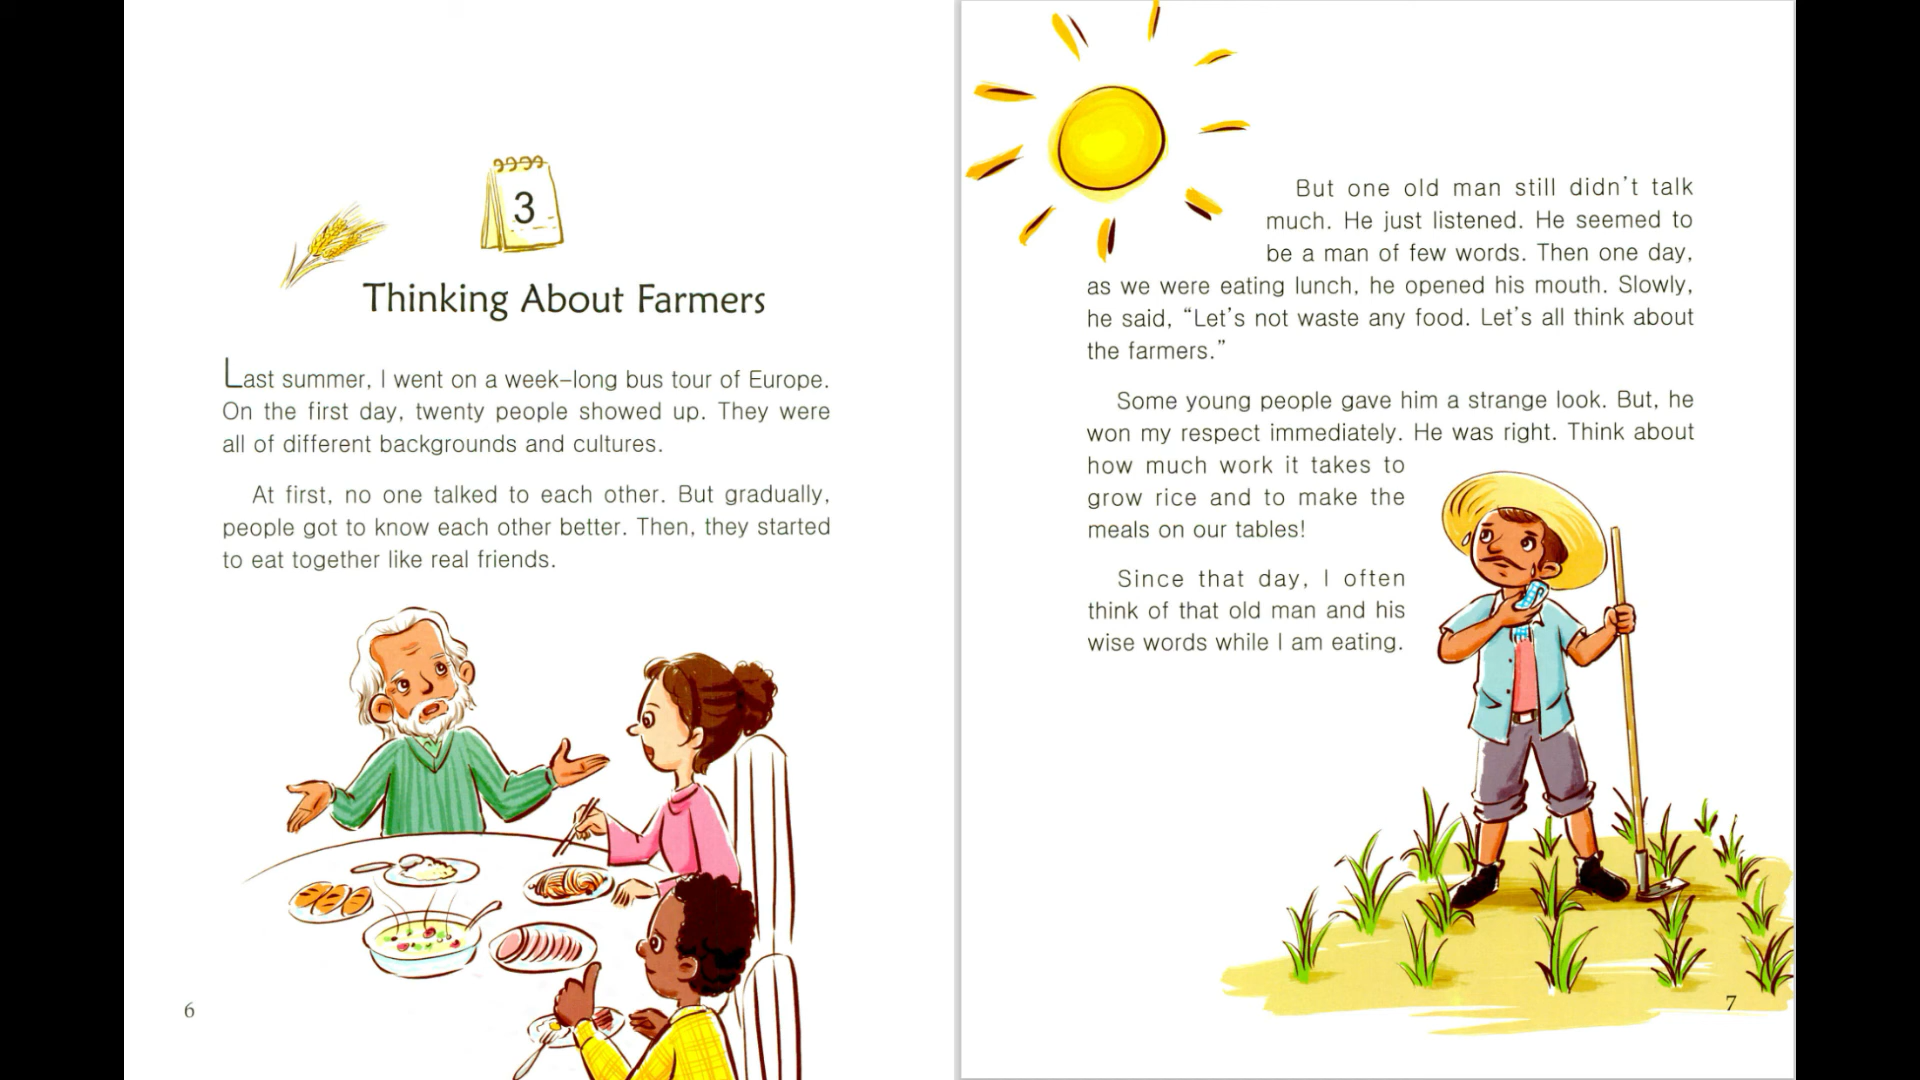 3
Thinking About Farmers
Last summer, I went on a week-long bus tour of Europe.
On the first day, twenty people showed up. They were
all of different backgrounds and cultures.
At first, no one talked to each other. But gradually,
people got to know each other better. Then, they started
to eat together like real friends.
6
But one old man still didn't talk
much. He just listened. He seemed to
be a man of few words. Then one day,
as we were eating lunch, he opened his mouth. Slowly,
he said, “Let's not waste any food. Let's all think about
the farmers.”
Some young people gave him a strange look. But, he
won my respect immediately. He was right. Think about
how much work it takes to
grow rice and to make the
meals on our tables!
Since that day, I often
think of that old man and his
wise words while I am eating.
7